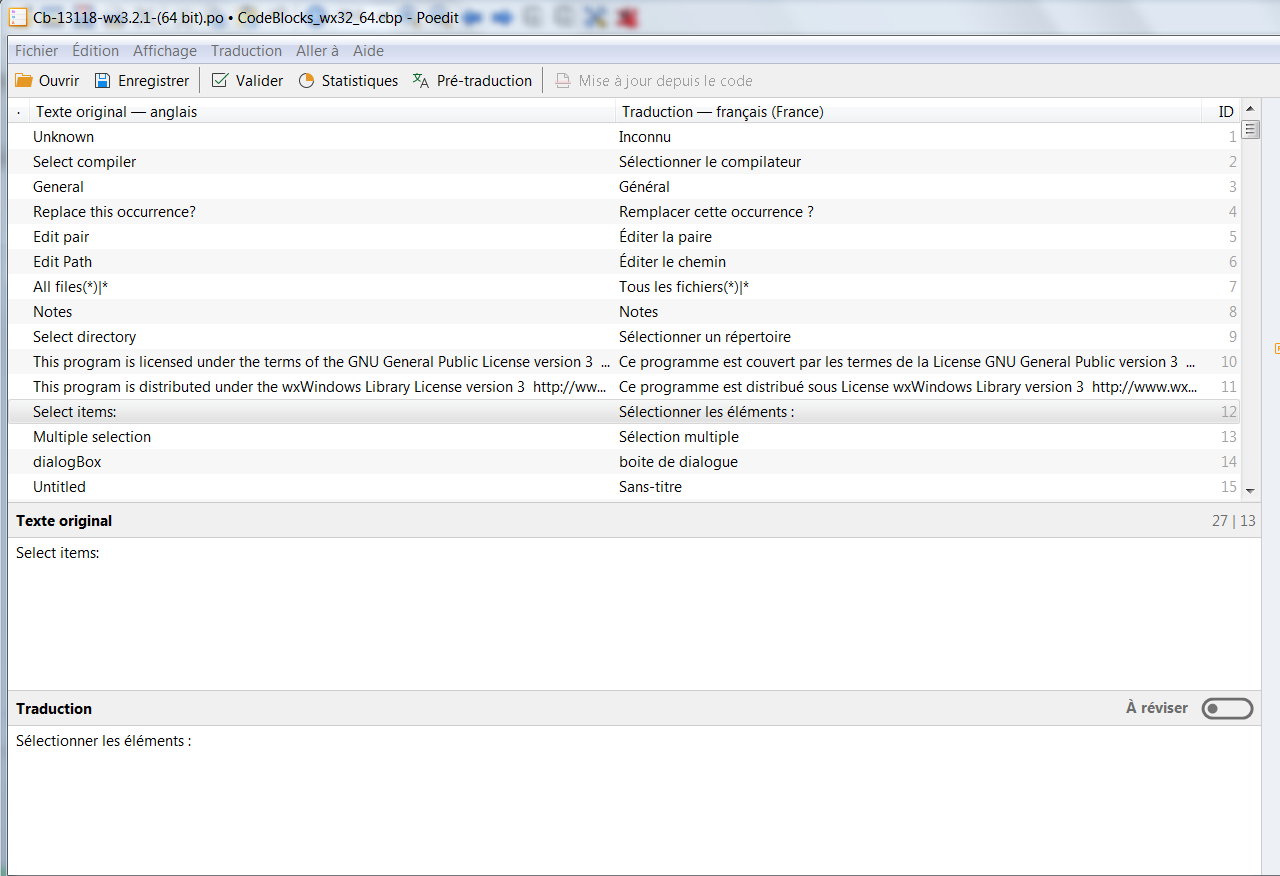 Cb-13118-wx3.2.1-(64 bit).po • CodeBlocks_wx32_64.cbp - Poedit
Fichier Édition Affichage Traduction Aller à Aide
Ouvrir Enregistrer Valider Statistiques Pré-traduction Mise à jour depuis le code
· Texte original — anglais Traduction — français (France) ID
Unknown Inconnu 1
Select compiler Sélectionner le compilateur 2
General Général 3
Replace this occurrence? Remplacer cette occurrence ? 4
Edit pair Éditer la paire 5
Edit Path Éditer le chemin 6
All files(*)|* Tous les fichiers(*)|* 7
Notes Notes 8
Select directory Sélectionner un répertoire 9
This program is licensed under the terms of the GNU General Public License version 3 ... Ce programme est couvert par les termes de la License GNU General Public version 3 ... 10
This program is distributed under the wxWindows Library License version 3 http://ww... Ce programme est distribué sous License wxWindows Library version 3 http://www.wx... 11
Select items: Sélectionner les éléments : 12
Multiple selection Sélection multiple 13
dialogBox boite de dialogue 14
Untitled Sans-titre 15
Texte original 27 | 13
Select items:
Traduction À réviser
Sélectionner les éléments :